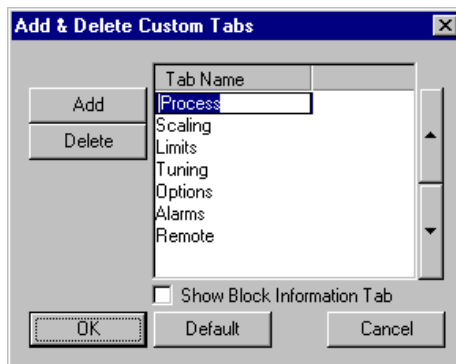 Add & Delete Custom Tabs
Tab Name
Add
Process
Scaling
Delete
Limits
Tuning
Options
Alarms
Remote
Show Block Information Tab
OK
Default
Cancel